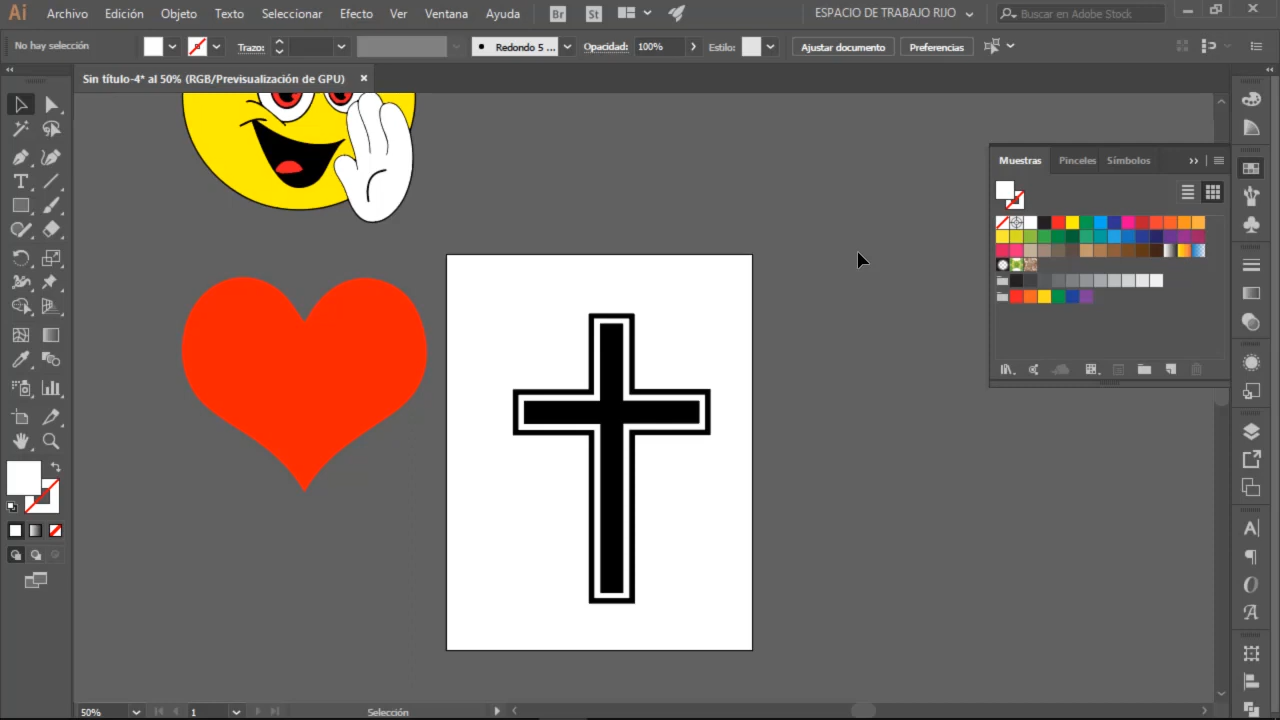 Ai Archivo Edición Objeto Texto Seleccionar Efecto Ver Ventana Ayuda Br St ESPACIO DE TRABAJO RIJO Buscar en Adobe Stock
No hay selección Trazo: Redondo 5 ... Opacidad: 100% Estilo: Ajustar documento Preferencias
Sin título-4* al 50% (RGB/Previsualización de GPU)
Muestras Pinceles Símbolos
50% 1 Selección